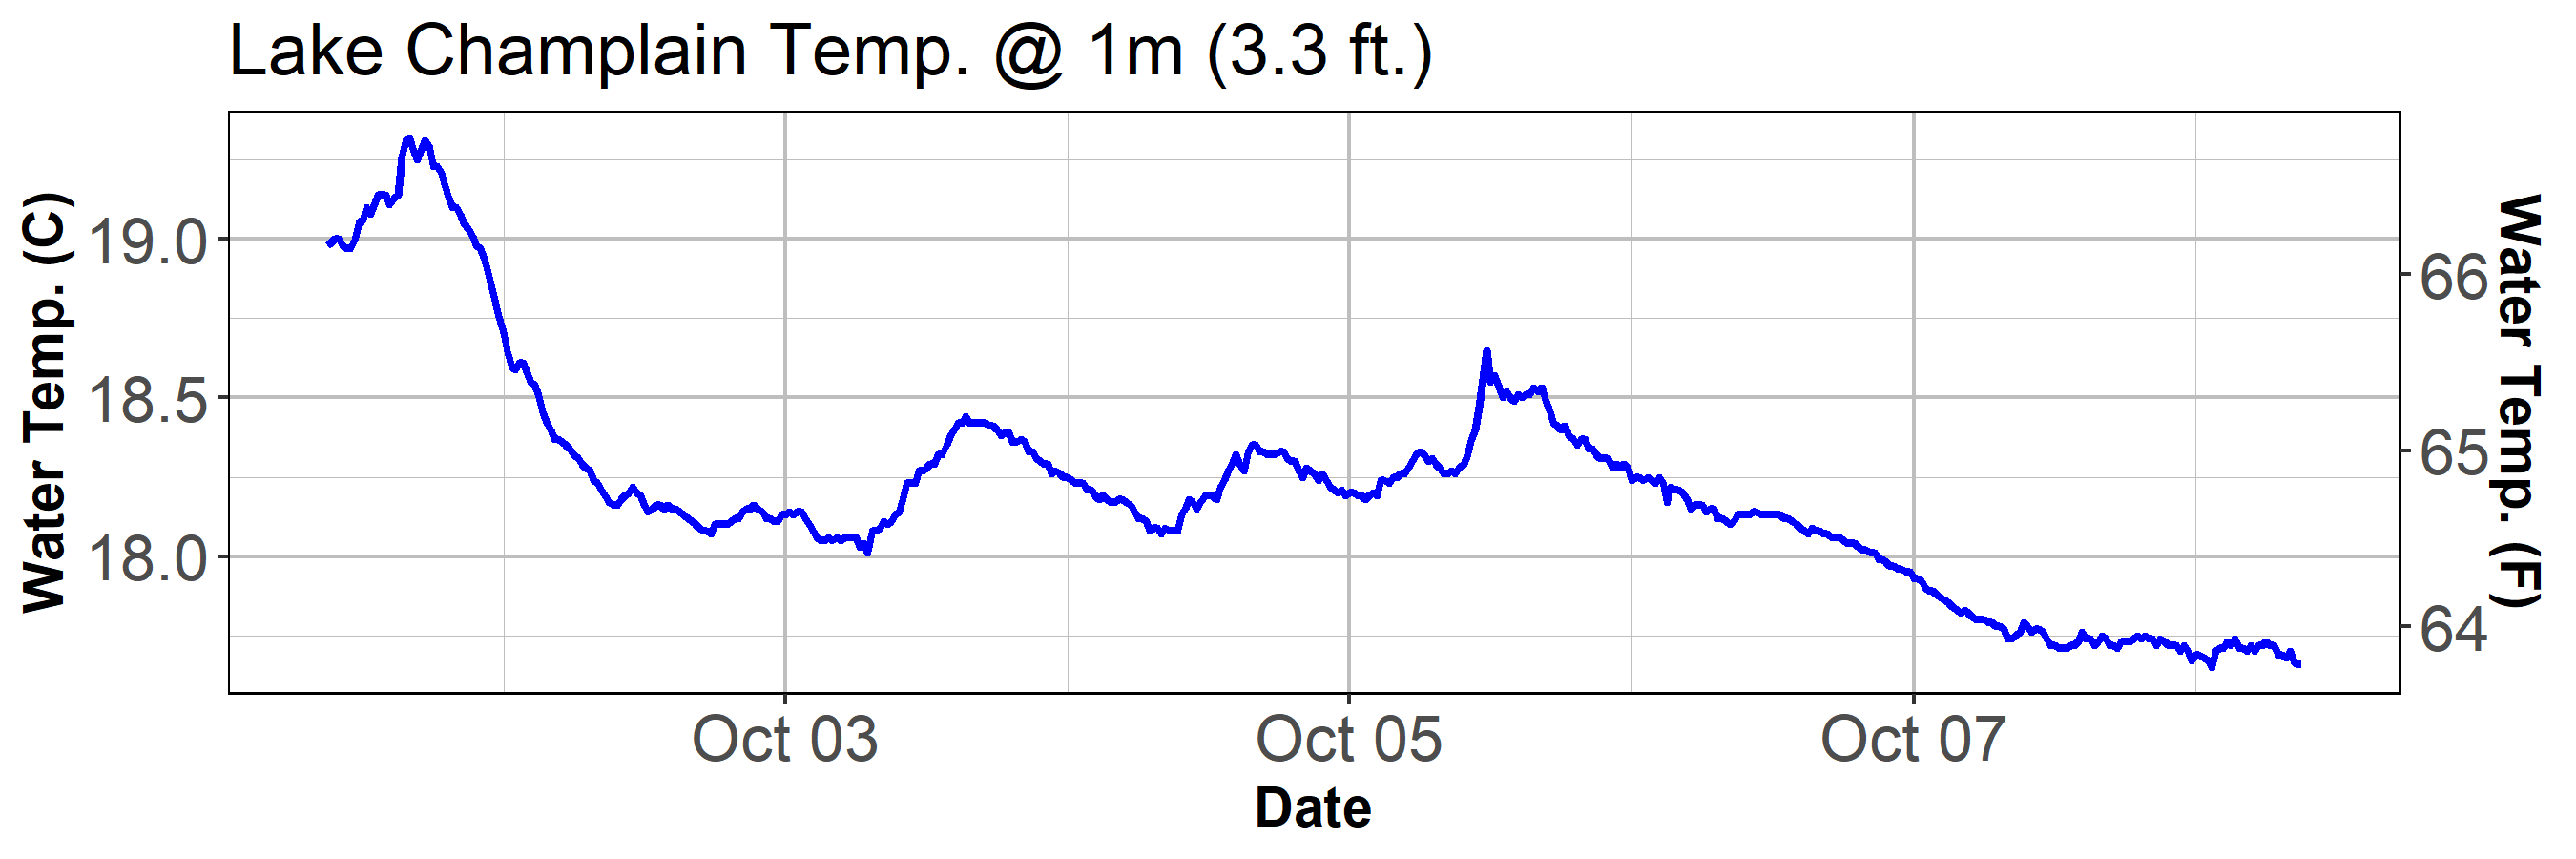 Lake Champlain Temp. @ 1m (3.3 ft.)
Water Temp. (C)
19.0
18.5
18.0
66
65
64
Water Temp. (F)
Oct 03 Oct 05 Oct 07
Date